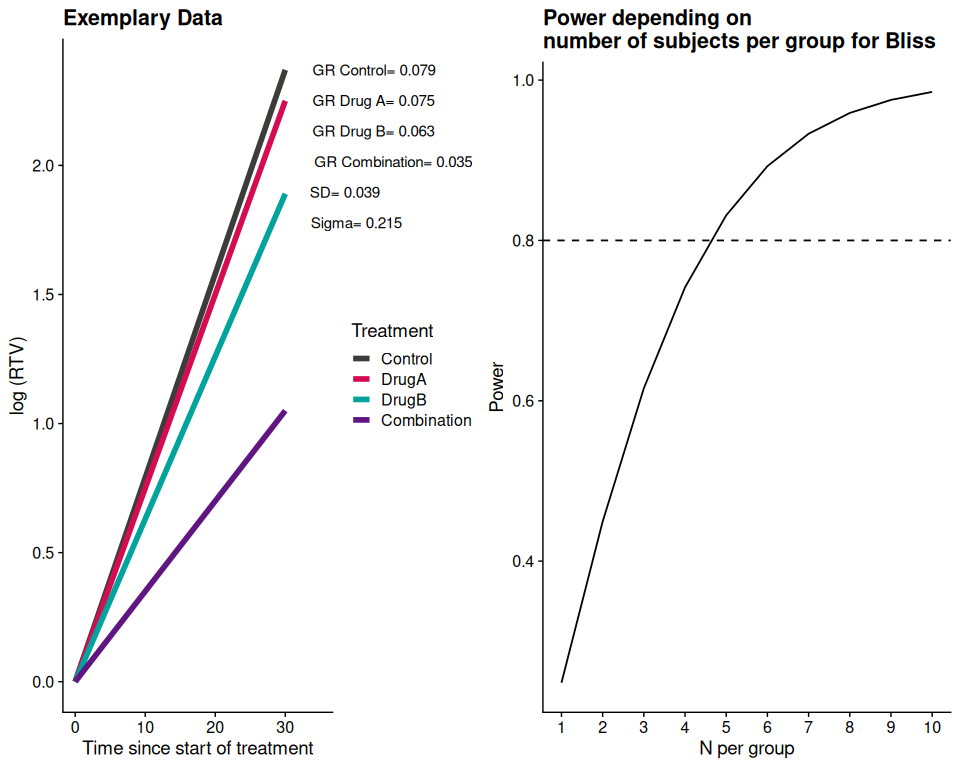 Exemplary Data
GR Control= 0.079
GR Drug A= 0.075
GR Drug B= 0.063
GR Combination= 0.035
SD= 0.039
Sigma= 0.215
Treatment
Control
DrugA
DrugB
Combination
log (RTV)
2.0
1.5
1.0
0.5
0.0
0 10 20 30
Time since start of treatment
Power depending on
number of subjects per group for Bliss
Power
1.0
0.8
0.6
0.4
1 2 3 4 5 6 7 8 9 10
N per group